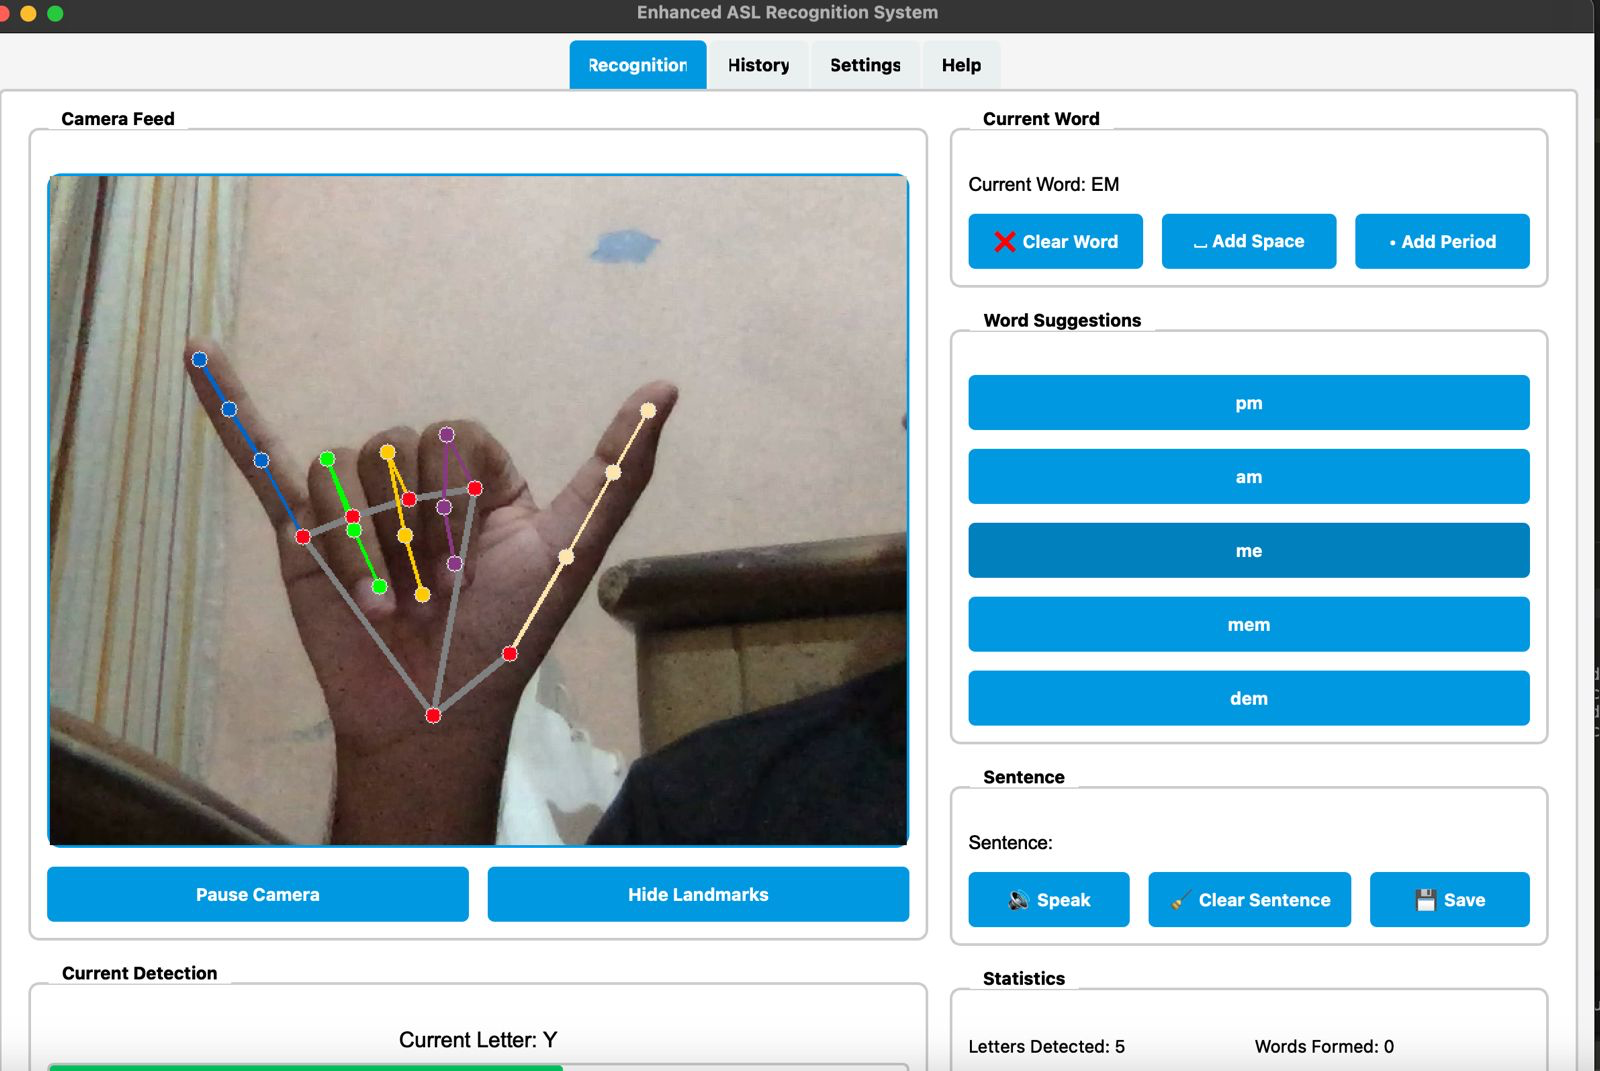 Enhanced ASL Recognition System
Recognition History Settings Help
Camera Feed
Pause Camera Hide Landmarks
Current Detection
Current Letter: Y
Current Word
Current Word: EM
Clear Word Add Space Add Period
Word Suggestions
pm
am
me
mem
dem
Sentence
Sentence:
Speak Clear Sentence Save
Statistics
Letters Detected: 5 Words Formed: 0